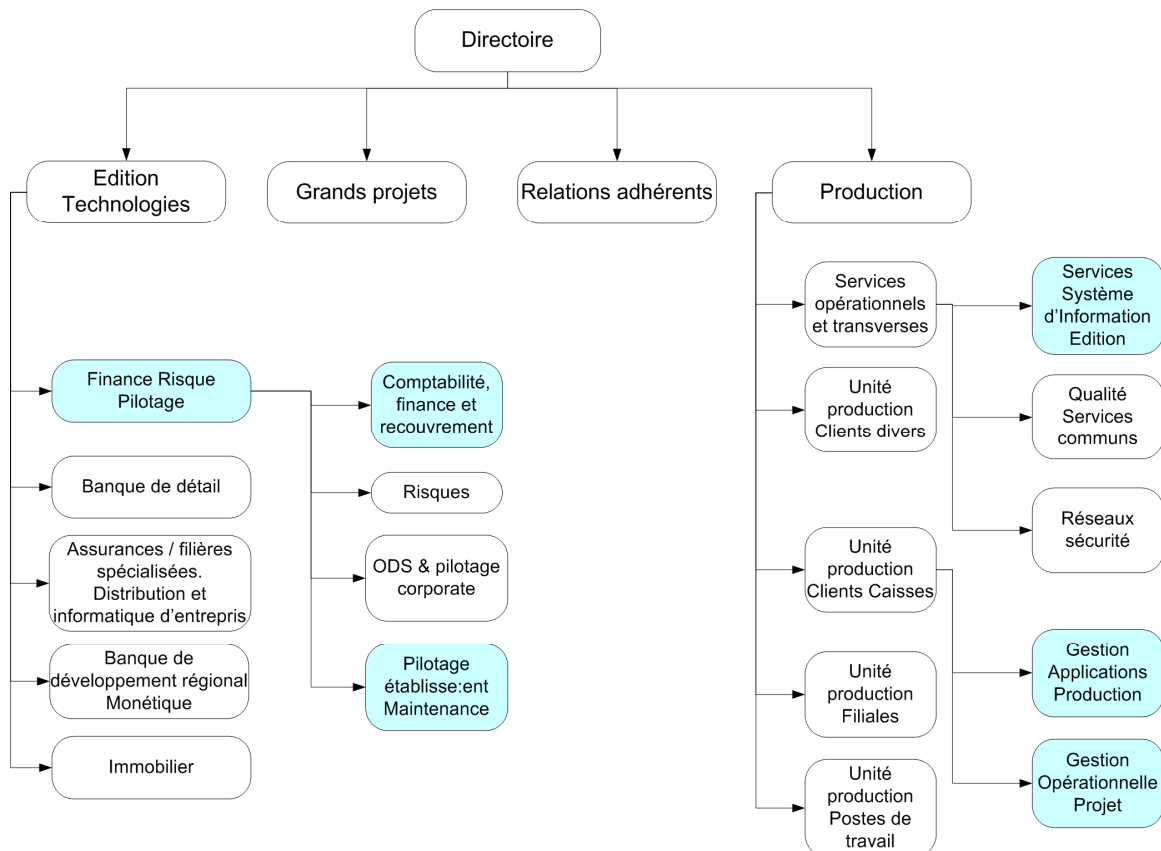 Directoire
Edition
Technologies
Grands projets
Relations adhérents
Production
Finance Risque
Pilotage
Banque de détail
Assurances / filières
spécialisées.
Distribution et
informatique d’entrepris
Banque de
développement régional
Monétique
Immobilier
Comptabilité,
finance et
recouvrement
Risques
ODS & pilotage
corporate
Pilotage
établisse:ent
Maintenance
Services
opérationnels
et transverses
Unité
production
Clients divers
Unité
production
Clients Caisses
Unité
production
Filiales
Unité
production
Postes de
travail
Services
Système
d’Information
Edition
Qualité
Services
communs
Réseaux
sécurité
Gestion
Applications
Production
Gestion
Opérationnelle
Projet